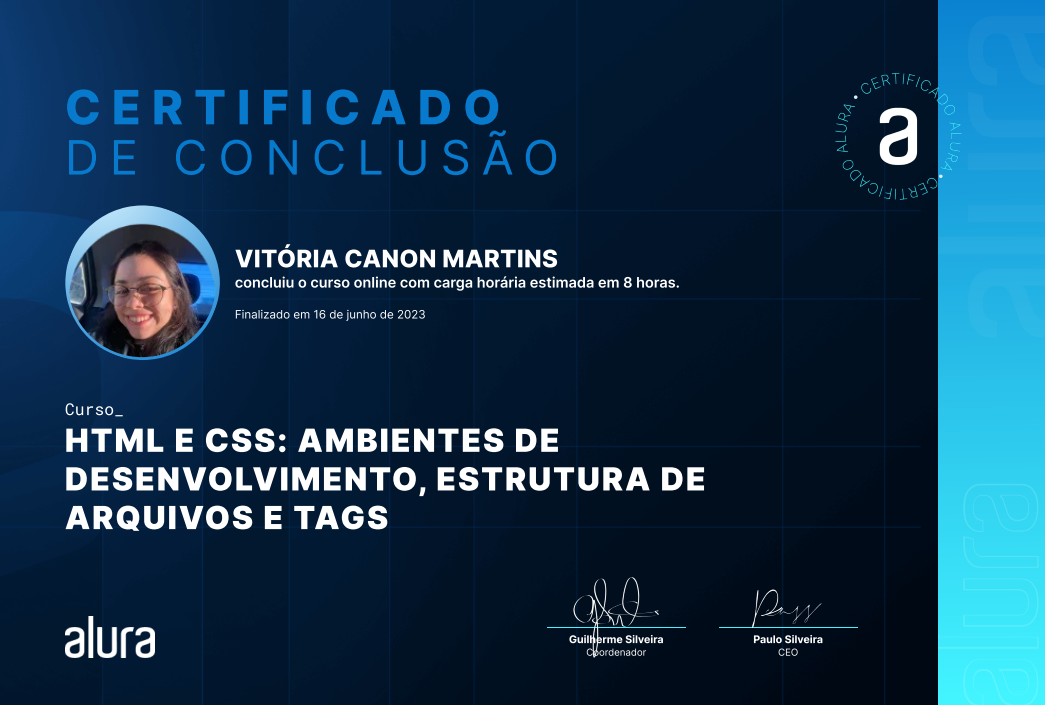 CERTIFICADO
DE CONCLUSÃO
CERTIFICADO ALURA • CERTIFICADO ALURA •
a
VITÓRIA CANON MARTINS
concluiu o curso online com carga horária estimada em 8 horas.
Finalizado em 16 de junho de 2023
Curso_
HTML E CSS: AMBIENTES DE
DESENVOLVIMENTO, ESTRUTURA DE
ARQUIVOS E TAGS
alura
Guilherme Silveira
Coordenador
Paulo Silveira
CEO
alura
alura